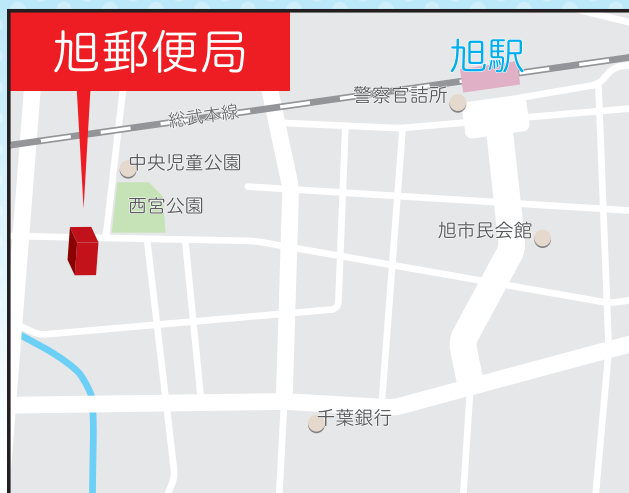 旭郵便局
旭駅
警察官詰所
総武本線
中央児童公園
西宮公園
旭市民会館
千葉銀行